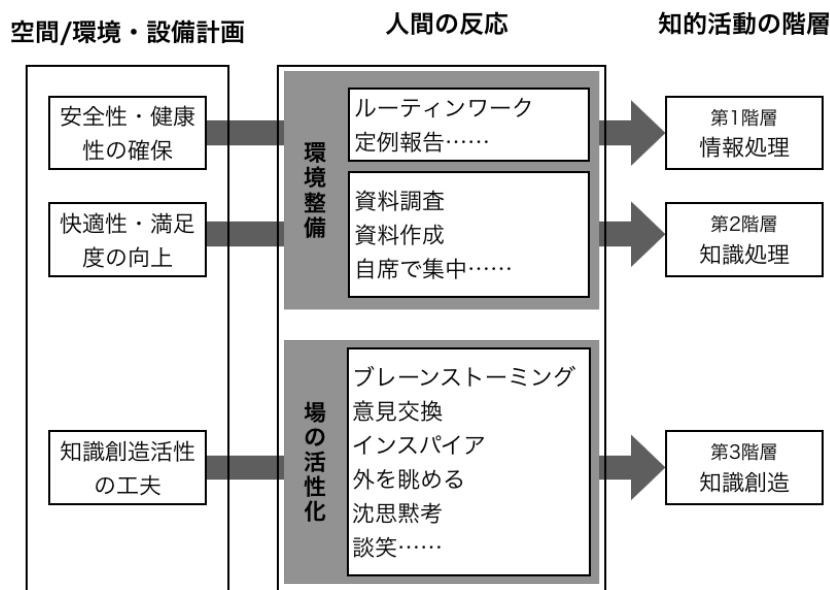 空間/環境・設備計画
人間の反応
知的活動の階層
安全性・健康
性の確保
環境整備
ルーティンワーク
定例報告……
第1階層
情報処理
快適性・満足
度の向上
資料調査
資料作成
自席で集中……
第2階層
知識処理
知識創造活性
の工夫
場の活性化
ブレーンストーミング
意見交換
インスパイア
外を眺める
沈思黙考
談笑……
第3階層
知識創造